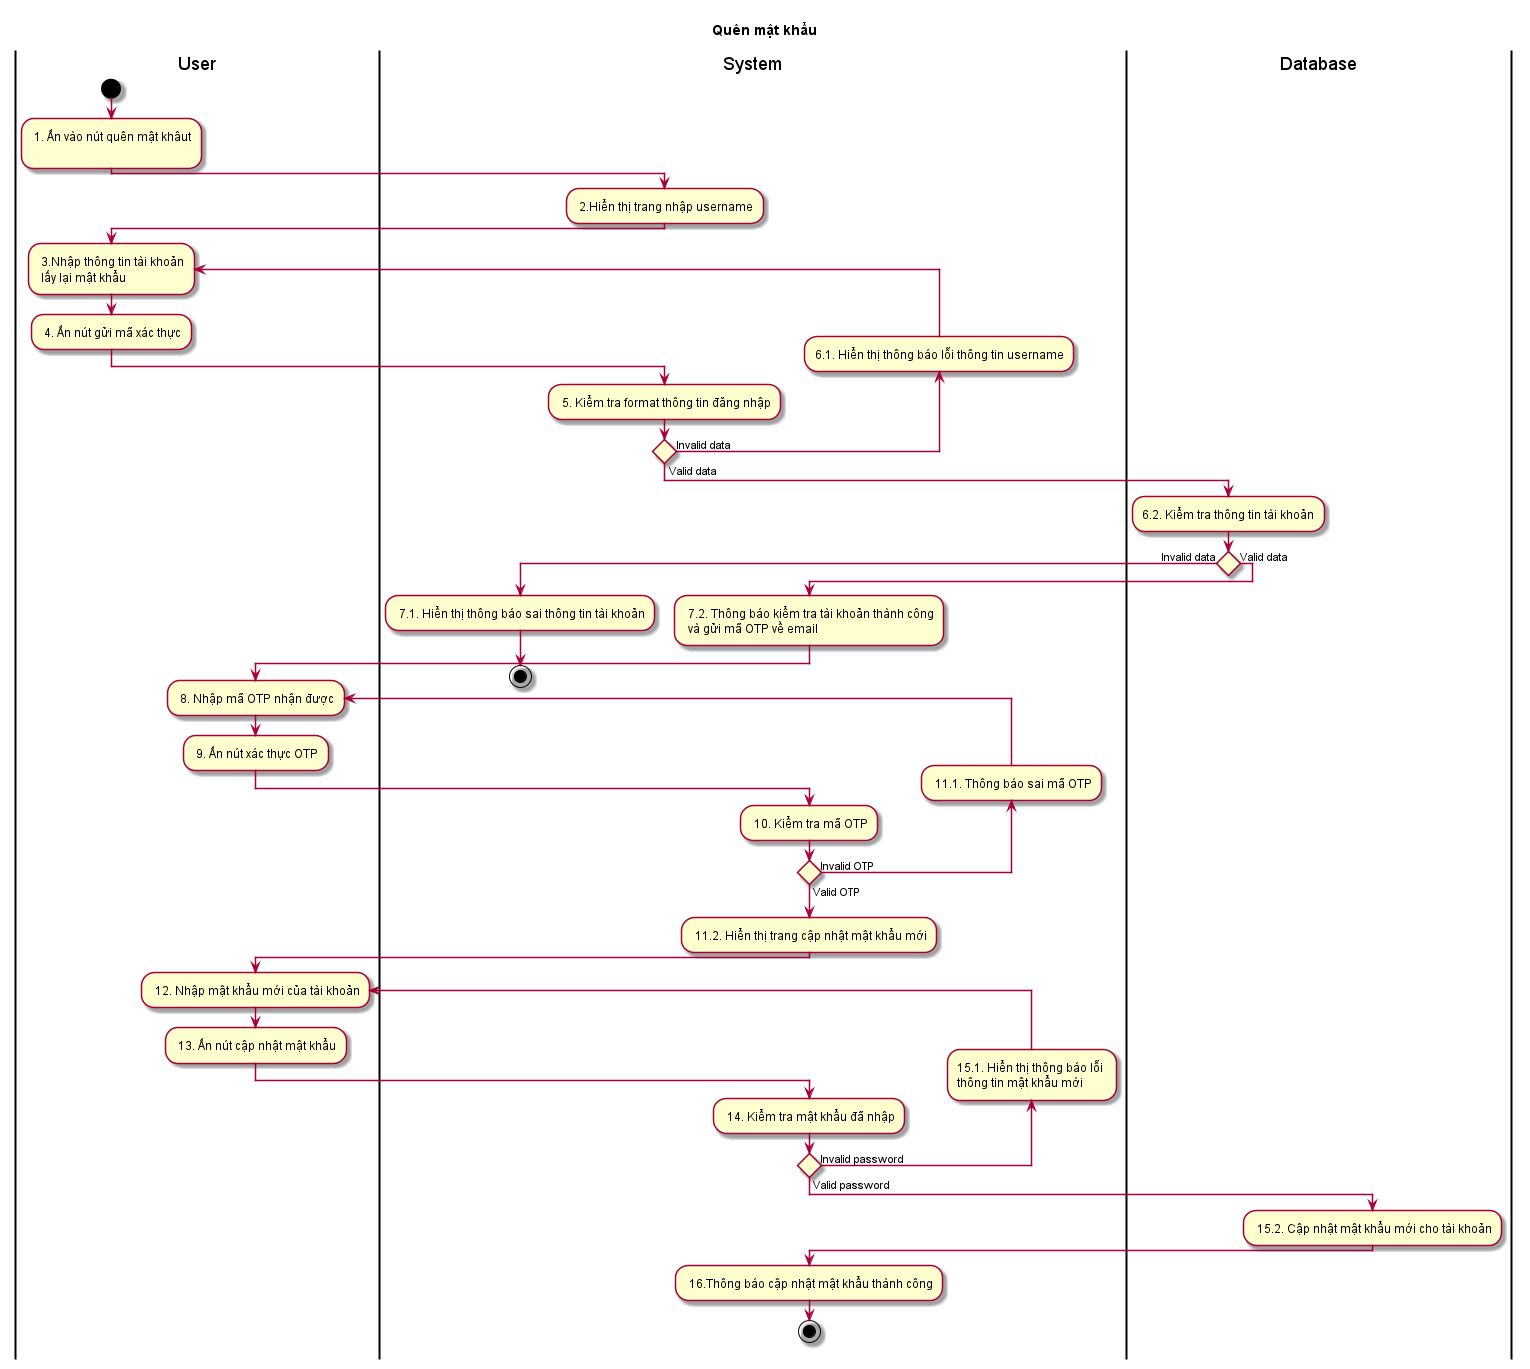 Quên mật khẩu
User
System
Database
1. Ấn vào nút quên mật khâut
2.Hiển thị trang nhập username
3.Nhập thông tin tài khoản
lấy lại mật khẩu
4. Ấn nút gửi mã xác thực
6.1. Hiển thị thông báo lỗi thông tin username
5. Kiểm tra format thông tin đăng nhập
Invalid data
Valid data
6.2. Kiểm tra thông tin tài khoản
Invalid data
Valid data
7.1. Hiển thị thông báo sai thông tin tài khoản
7.2. Thông báo kiểm tra tài khoản thành công
và gửi mã OTP về email
8. Nhập mã OTP nhận được
9. Ấn nút xác thực OTP
11.1. Thông báo sai mã OTP
10. Kiểm tra mã OTP
Invalid OTP
Valid OTP
11.2. Hiển thị trang cập nhật mật khẩu mới
12. Nhập mật khẩu mới của tài khoản
13. Ấn nút cập nhật mật khẩu
15.1. Hiển thị thông báo lỗi
thông tin mật khẩu mới
14. Kiểm tra mật khẩu đã nhập
Invalid password
Valid password
15.2. Cập nhật mật khẩu mới cho tài khoản
16.Thông báo cập nhật mật khẩu thành công